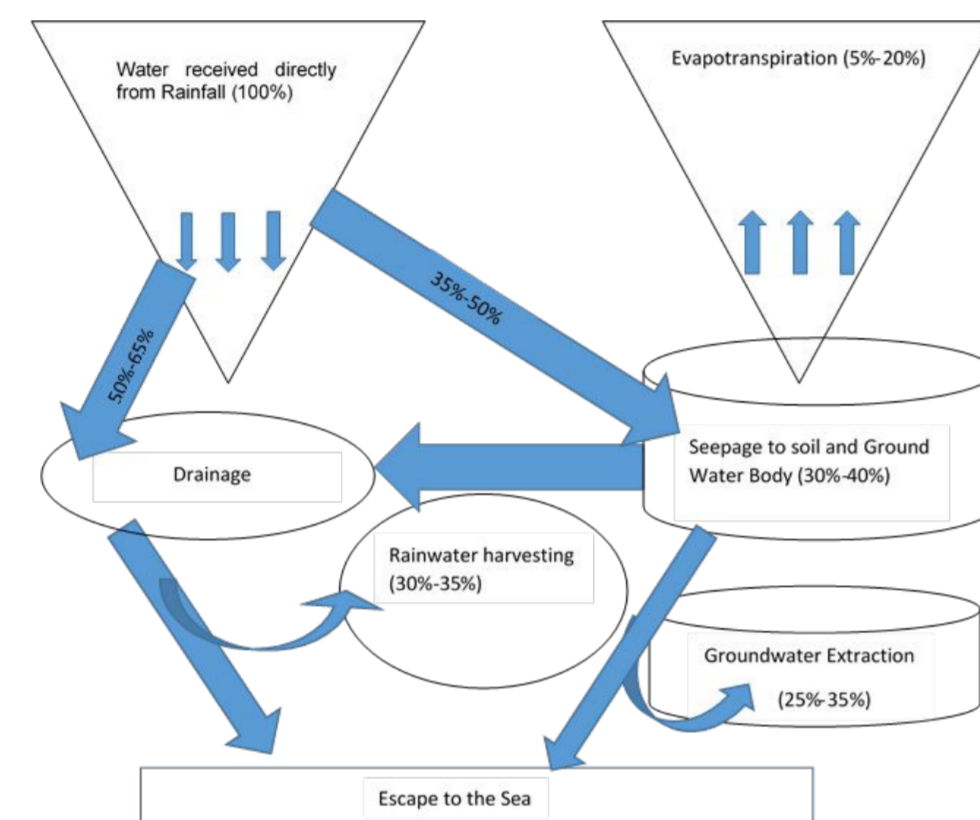 Water received directly
from Rainfall (100%)
Evapotranspiration (5%-20%)
35%-50%
50%-65%
Seepage to soil and Ground
Water Body (30%-40%)
Drainage
Rainwater harvesting
(30%-35%)
Groundwater Extraction
(25%-35%)
Escape to the Sea